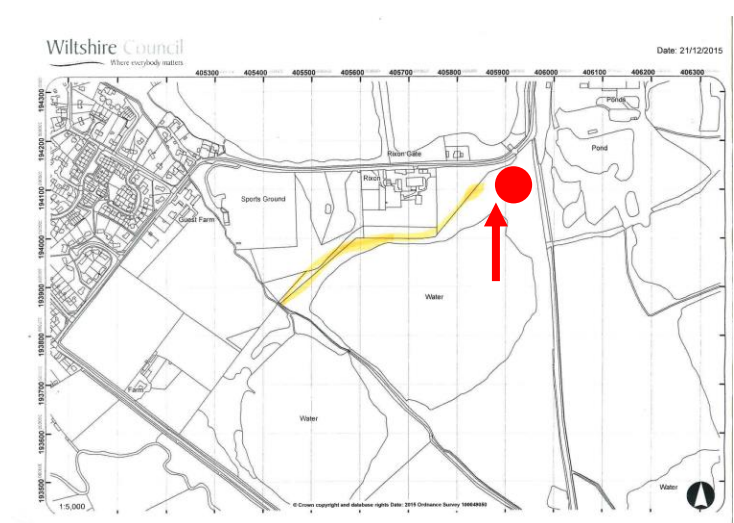 Wiltshire Council
Where everybody matters
Date: 21/12/2015
405300 405400 405500 405600 405700 405800 405900 406000 406100 406200 406300
194300
194200
194100
194000
193900
193800
193700
193600
193500
Ponds
Pond
Rixon Gate
Rixon
Sports Ground
Guest Farm
Water
Farm
Water
Water
1:5,000
© Crown copyright and database rights Date: 2015 Ordnance Survey 100049050